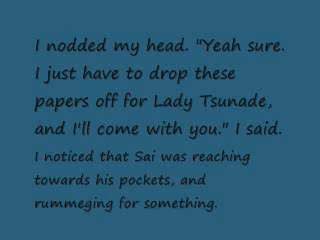 I nodded my head. "Yeah sure.
I just have to drop these
papers off for Lady Tsunade,
and I'll come with you." I said.
I noticed that Sai was reaching
towards his pockets, and
rummeging for something.